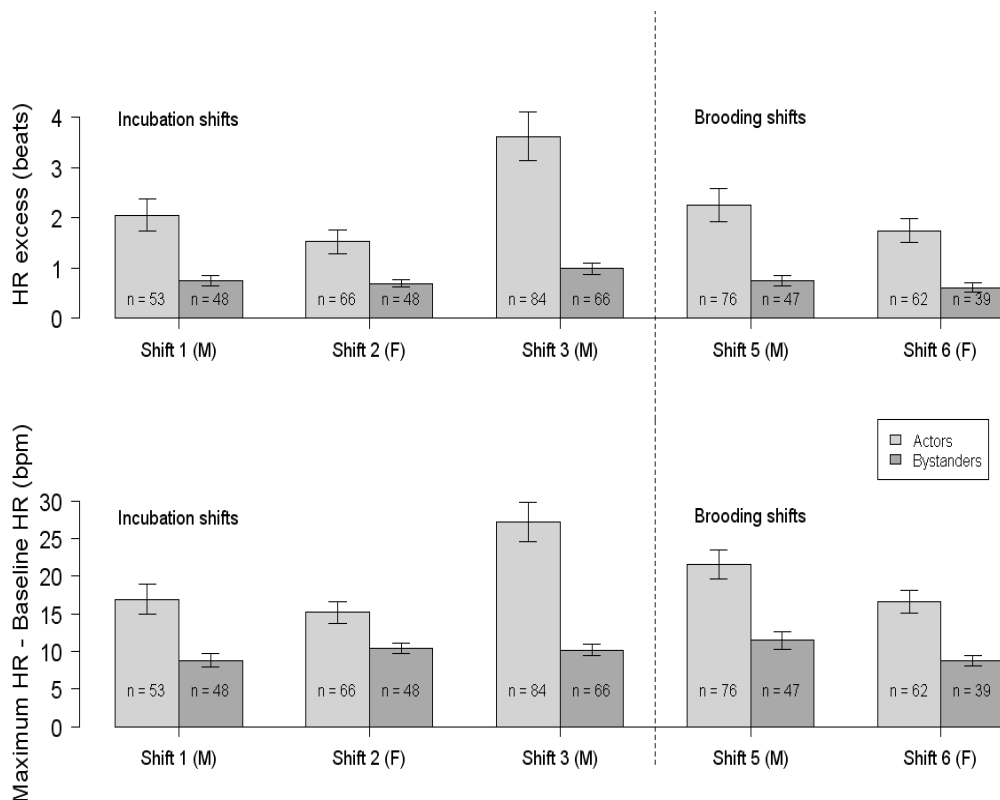 HR excess (beats)
4
3
2
1
0
Incubation shifts
Brooding shifts
n = 53
n = 48
n = 66
n = 48
n = 84
n = 66
n = 76
n = 47
n = 62
n = 39
Shift 1 (M)
Shift 2 (F)
Shift 3 (M)
Shift 5 (M)
Shift 6 (F)
Actors
Bystanders
Maximum HR - Baseline HR (bpm)
30
25
20
15
10
5
0
Incubation shifts
Brooding shifts
n = 53
n = 48
n = 66
n = 48
n = 84
n = 66
n = 76
n = 47
n = 62
n = 39
Shift 1 (M)
Shift 2 (F)
Shift 3 (M)
Shift 5 (M)
Shift 6 (F)